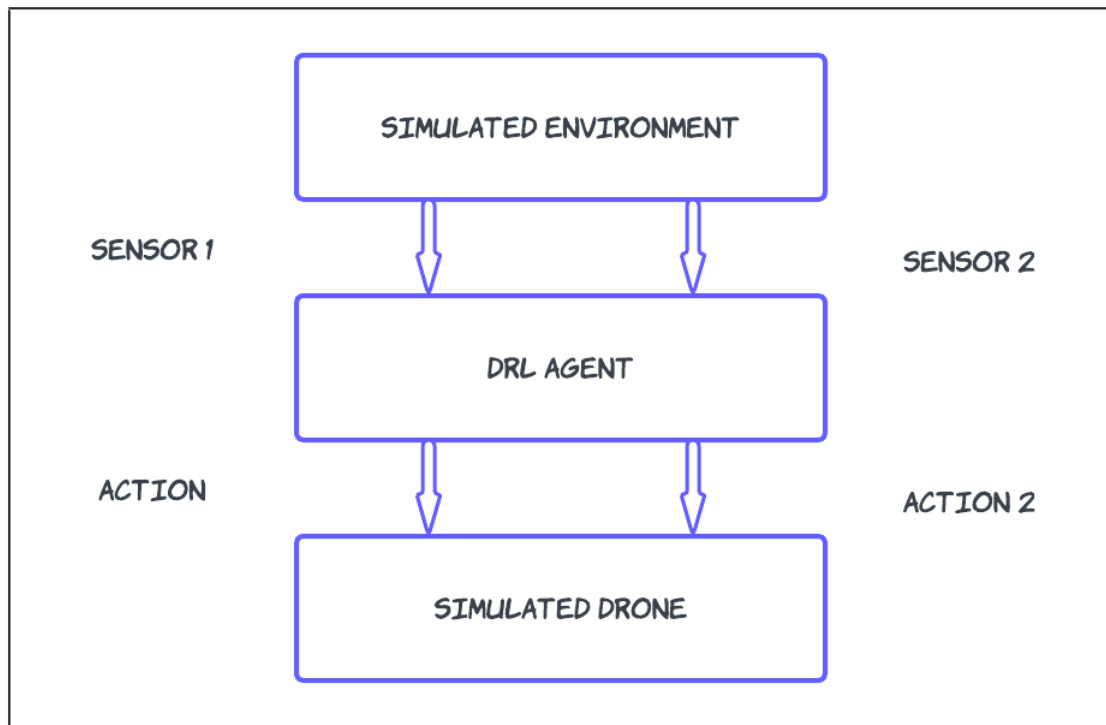 SIMULATED ENVIRONMENT
SENSOR 1
SENSOR 2
DRL AGENT
ACTION
ACTION 2
SIMULATED DRONE